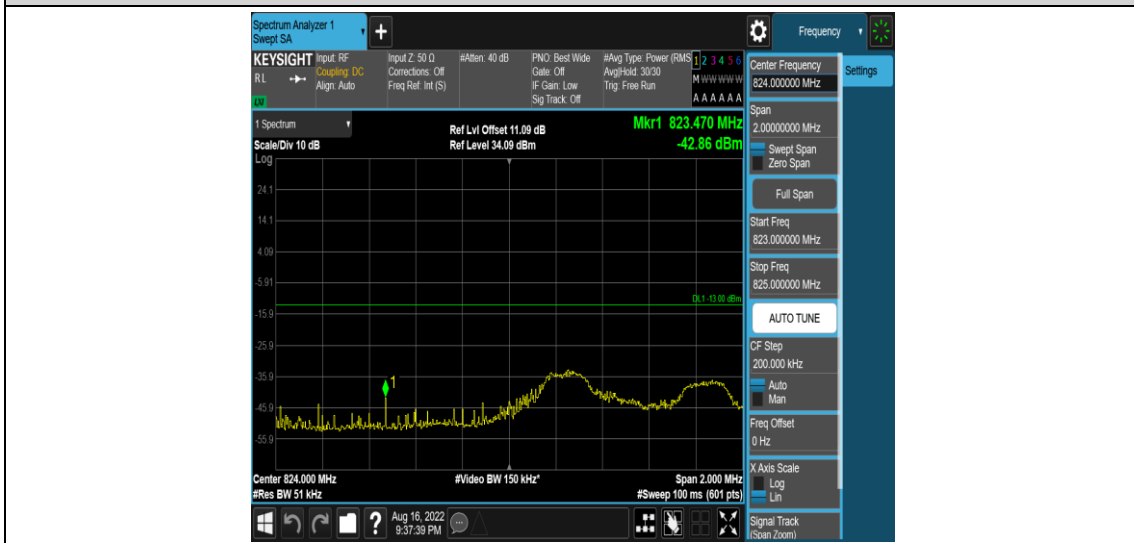 Spectrum Analyzer 1
Swept SA
+
Frequency
KEYSIGHT
RL
LXI
Input: RF
Coupling: DC
Align: Auto
Input Z: 50 Ω
Corrections: Off
Freq Ref: Int (S)
#Atten: 40 dB
PNO: Best Wide
Gate: Off
IF Gain: Low
Sig Track: Off
#Avg Type: Power (RMS
Avg|Hold: 30/30
Trig: Free Run
1 2 3 4 5 6
M W W W W W
A A A A A A
1 Spectrum
Scale/Div 10 dB
Ref Lvl Offset 11.09 dB
Ref Level 34.09 dBm
Mkr1 823.470 MHz
-42.86 dBm
Log
24.1
14.1
4.09
-5.91
-15.9
-25.9
-35.9
-45.9
-55.9
DL1 -13.00 dBm
1
Center 824.000 MHz
#Res BW 51 kHz
#Video BW 150 kHz*
Span 2.000 MHz
#Sweep 100 ms (601 pts)
Aug 16, 2022
9:37:39 PM
?
Center Frequency
824.000000 MHz
Settings
Span
2.00000000 MHz
Swept Span
Zero Span
Full Span
Start Freq
823.000000 MHz
Stop Freq
825.000000 MHz
AUTO TUNE
CF Step
200.000 kHz
Auto
Man
Freq Offset
0 Hz
X Axis Scale
Log
Lin
Signal Track
(Span Zoom)